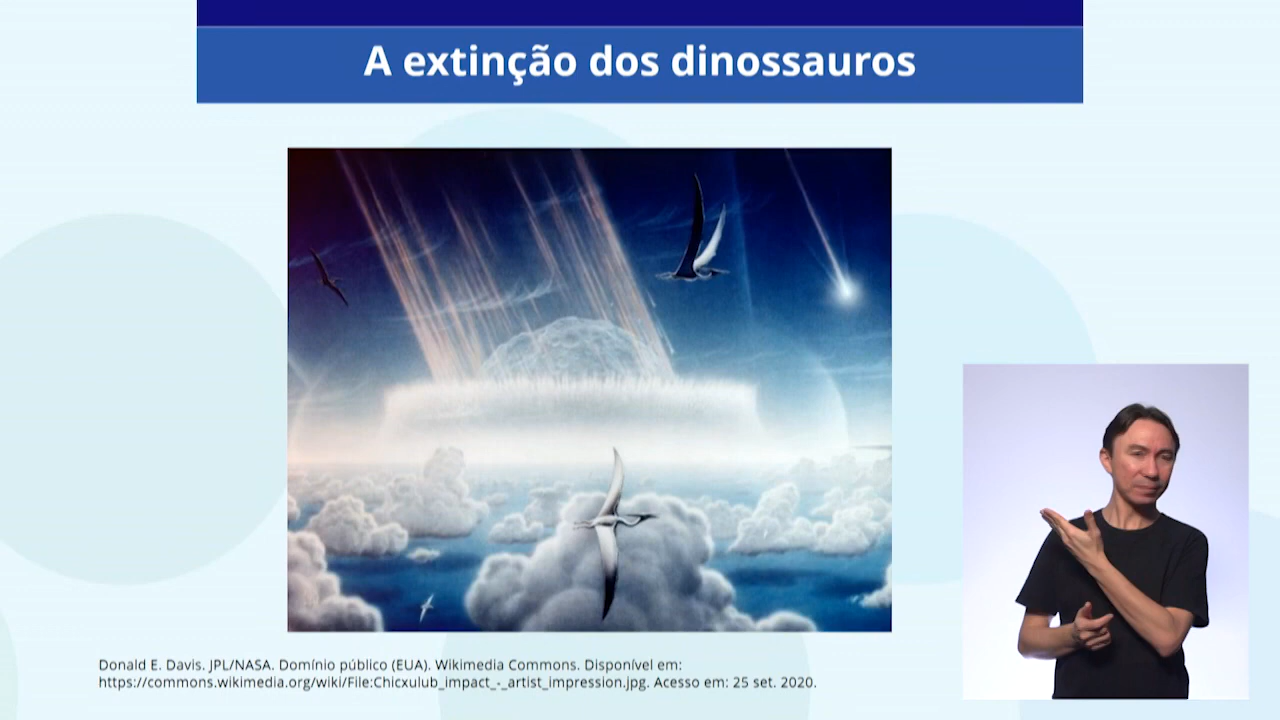 A extinção dos dinossauros
Donald E. Davis. JPL/NASA. Domínio público (EUA). Wikimedia Commons. Disponível em:
https://commons.wikimedia.org/wiki/File:Chicxulub_impact_-_artist_impression.jpg. Acesso em: 25 set. 2020.